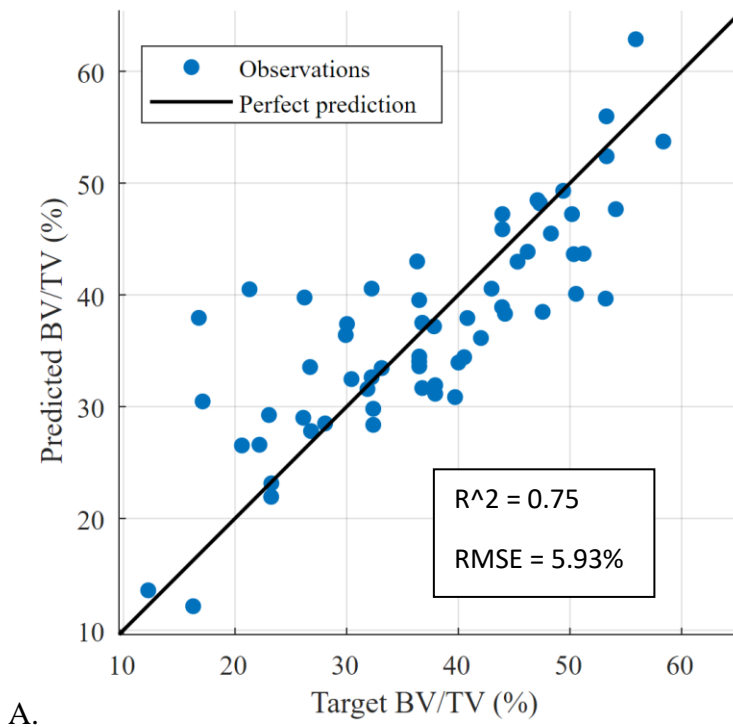 60
50
40
30
20
10
Predicted BV/TV (%)
Observations
Perfect prediction
R^2 = 0.75
RMSE = 5.93%
10 20 30 40 50 60
Target BV/TV (%)
A.